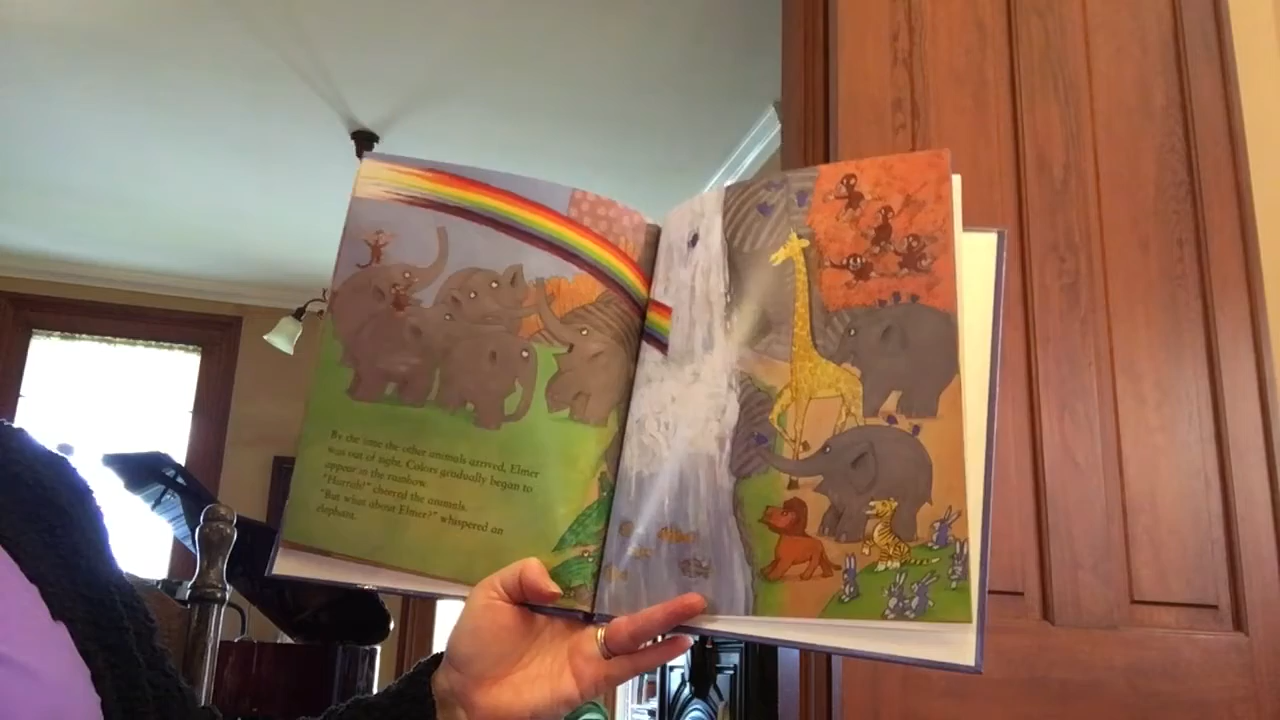 By the time the other animals arrived, Elmer
was out of sight. Colors gradually began to
appear in the rainbow.
"Hurrah!" cheered the animals.
"But what about Elmer?" whispered an
elephant.